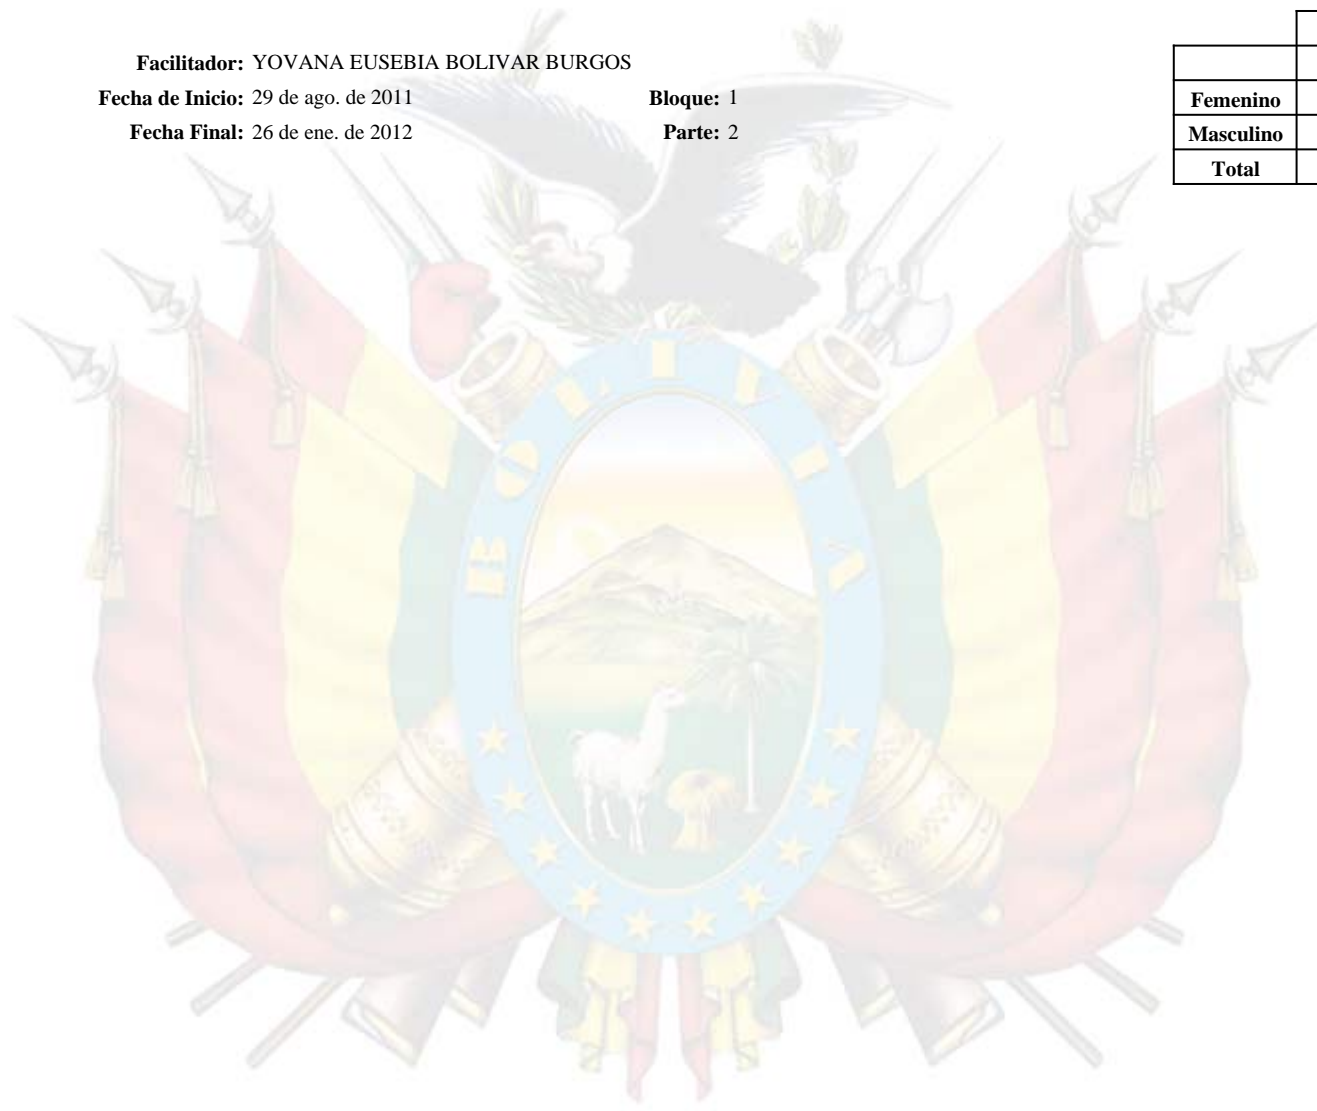 Facilitador: YOVANA EUSEBIA BOLIVAR BURGOS
Fecha de Inicio: 29 de ago. de 2011 Bloque: 1
Fecha Final: 26 de ene. de 2012 Parte: 2
Femenino
Masculino
Total
BOLIVIA